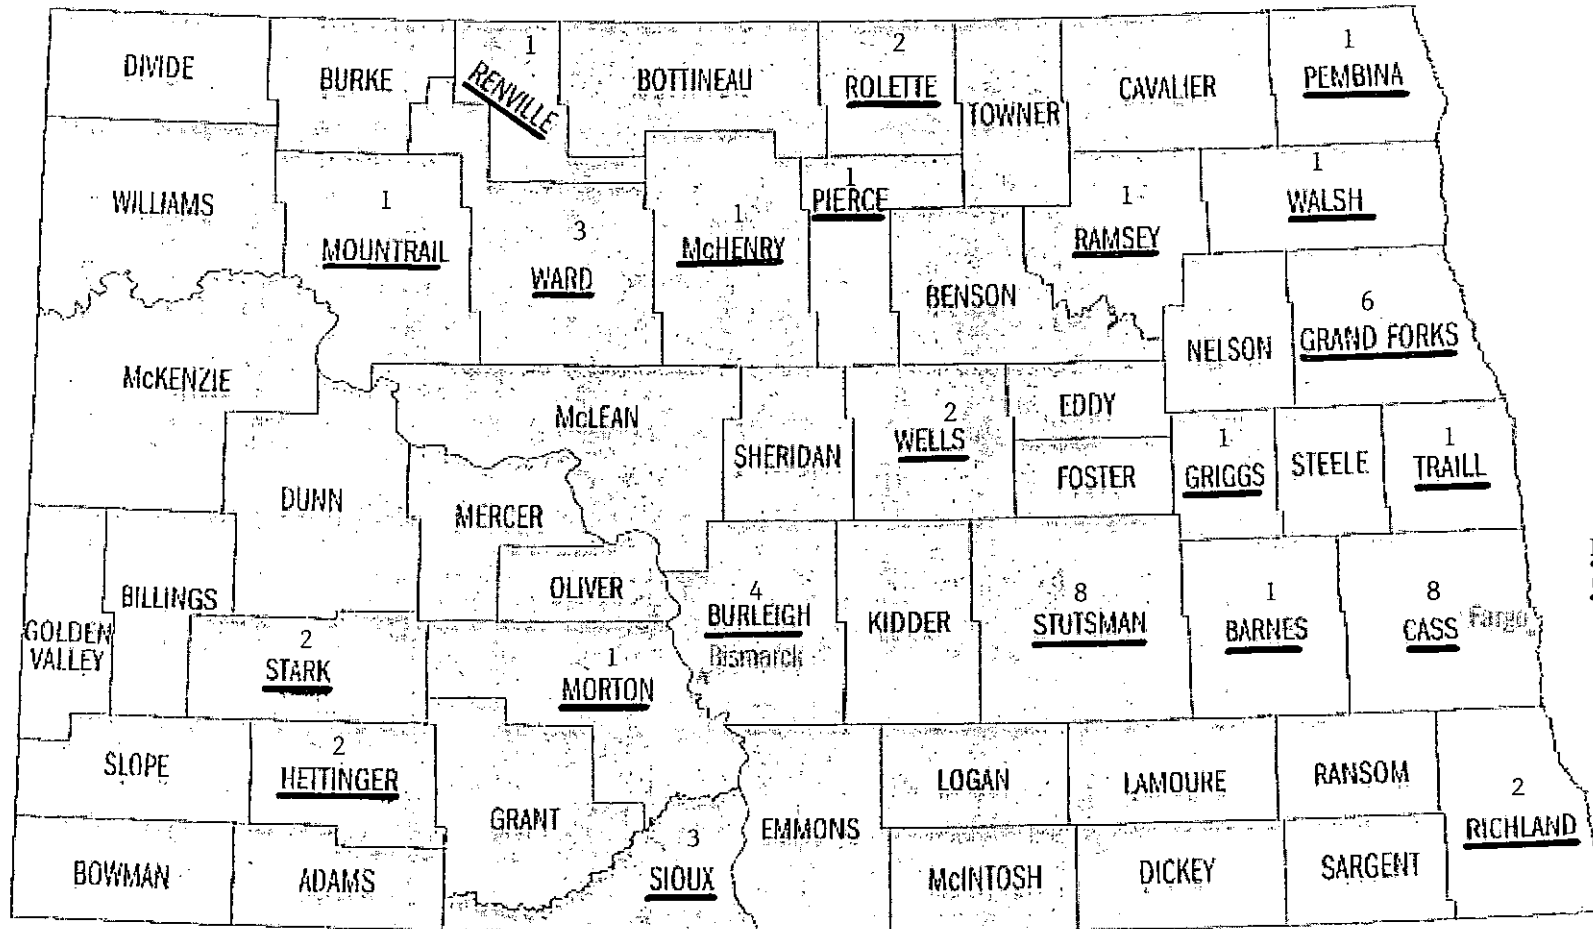 DIVIDE
BURKE
1
RENVILLE
BOTTINEAU
2
ROLETTE
TOWNER
CAVALIER
1
PEMBINA
WILLIAMS
1
MOUNTRAIL
3
WARD
1
McHENRY
1
PIERCE
BENSON
1
RAMSEY
1
WALSH
NELSON
6
GRAND FORKS
McKENZIE
DUNN
McLEAN
MERCER
OLIVER
SHERIDAN
2
WELLS
EDDY
FOSTER
1
GRIGGS
STEELE
1
TRAILL
GOLDEN
VALLEY
BILLINGS
2
STARK
1
MORTON
4
BURLEIGH
Bismarck
KIDDER
8
STUTSMAN
1
BARNES
8
CASS
Fargo
SLOPE
2
HETTINGER
GRANT
3
SIOUX
EMMONS
LOGAN
LAMOURE
RANSOM
2
RICHLAND
BOWMAN
ADAMS
McINTOSH
DICKEY
SARGENT